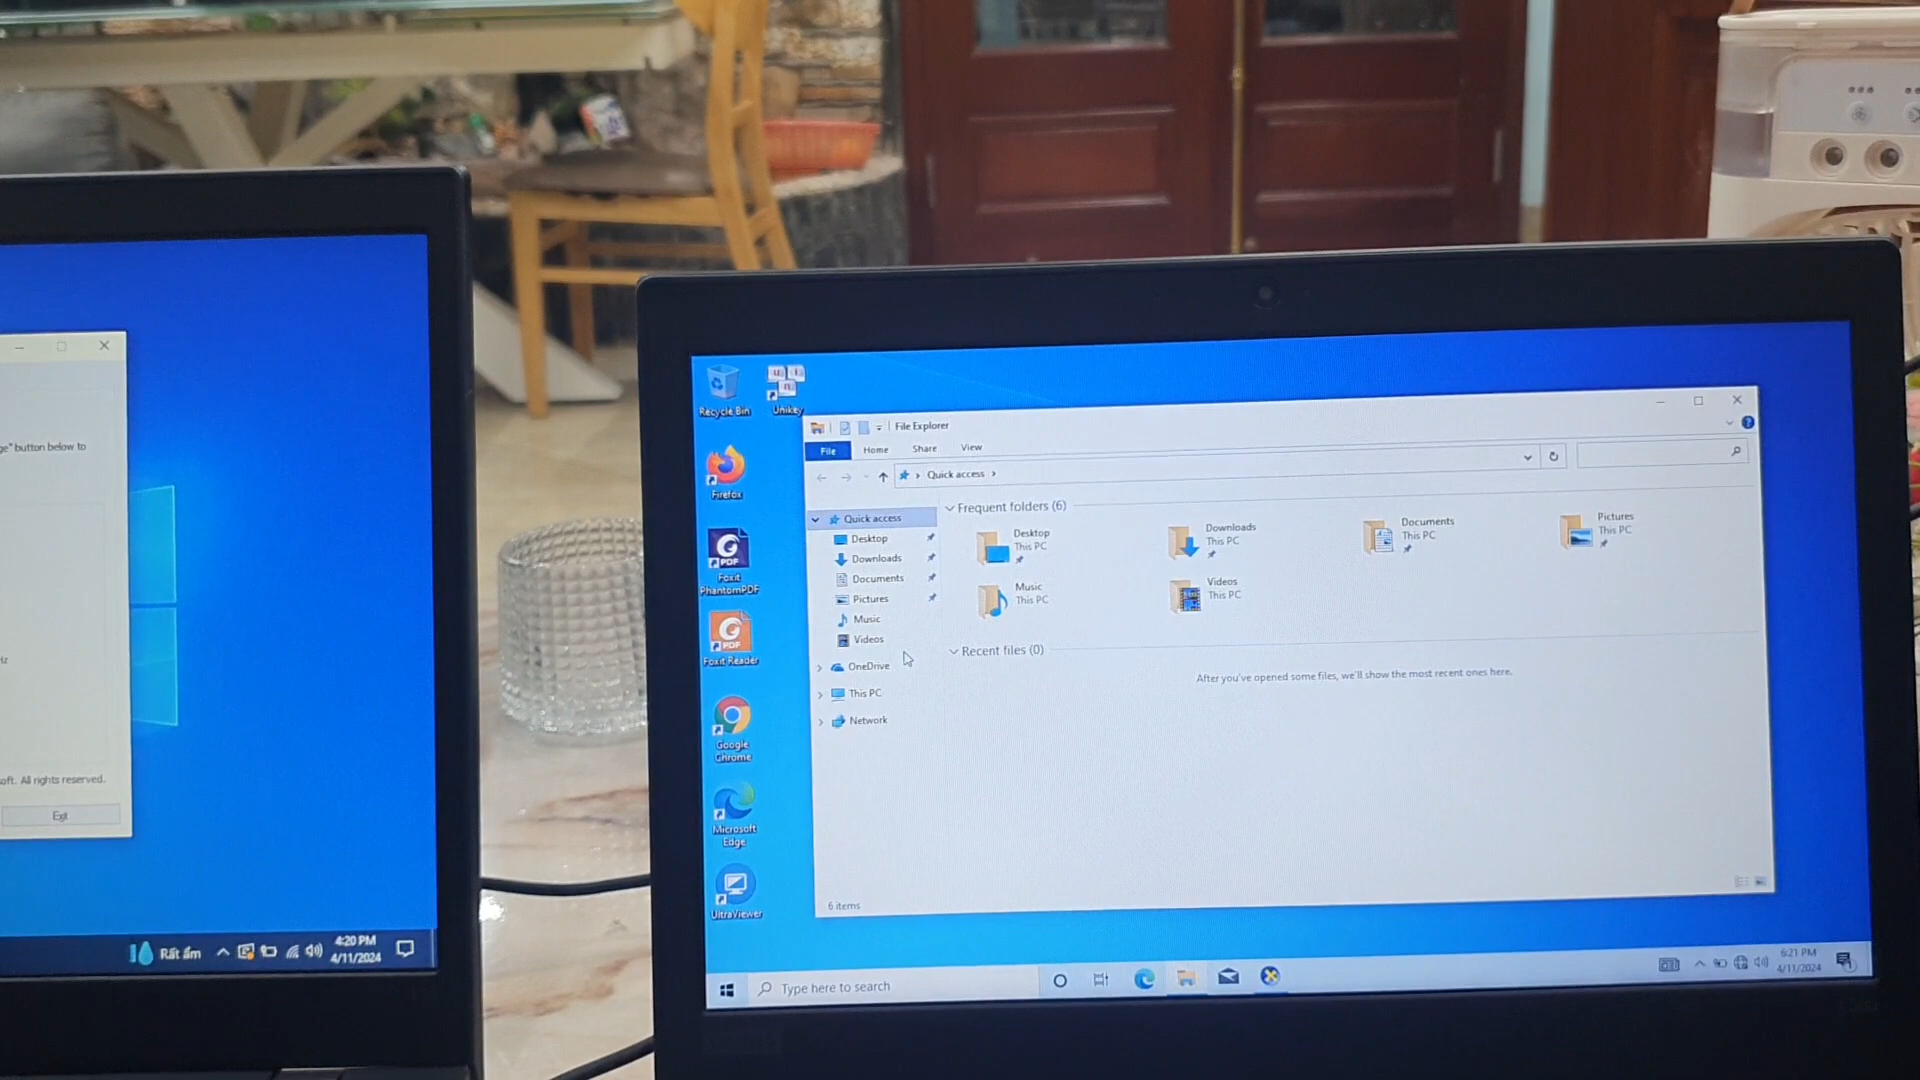 ge" button below to
Hz
oft. All rights reserved.
Exit
Rất ẩm
4:20 PM
4/11/2024
Recycle Bin
Unikey
Firefox
Foxit
PhantomPDF
Foxit Reader
Google
Chrome
Microsoft
Edge
UltraViewer
File Explorer
File
Home
Share
View
Quick access
Quick access
Desktop
Downloads
Documents
Pictures
Music
Videos
OneDrive
This PC
Network
Frequent folders (6)
Desktop
This PC
Downloads
This PC
Documents
This PC
Pictures
This PC
Music
This PC
Videos
This PC
Recent files (0)
After you've opened some files, we'll show the most recent ones here.
6 items
Type here to search
6:21 PM
4/11/2024